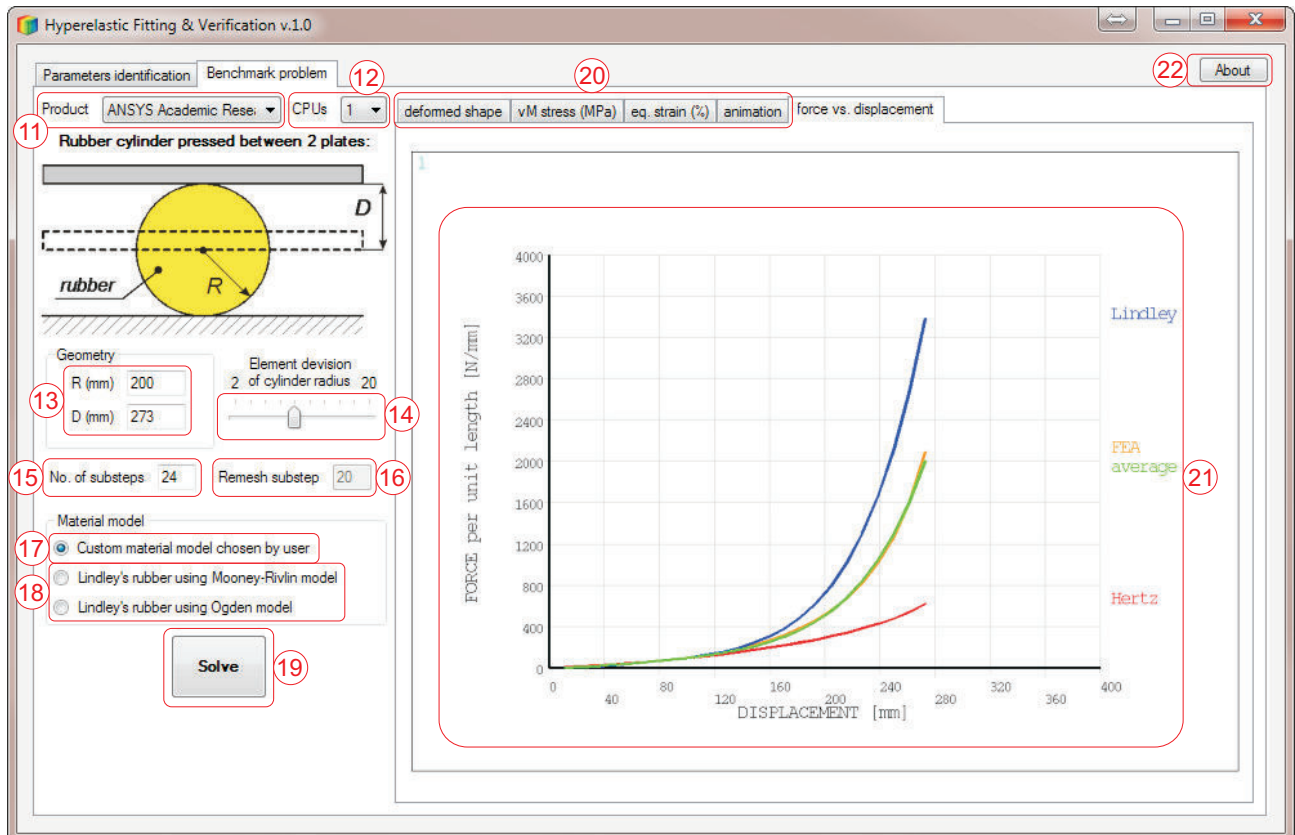 Hyperelastic Fitting & Verification v.1.0
Parameters identification
Benchmark problem
12
20
22
About
Product
ANSYS Academic Rese
CPUs
1
deformed shape
vM stress (MPa)
eq. strain (%)
animation
force vs. displacement
11
Rubber cylinder pressed between 2 plates:
D
R
rubber
Geometry
R (mm) 200
D (mm) 273
13
Element devision
2 of cylinder radius 20
14
15
No. of substeps 24
Remesh substep 20
16
Material model
17
Custom material model chosen by user
18
Lindley's rubber using Mooney-Rivlin model
Lindley's rubber using Ogden model
Solve
19
1
FORCE per unit length [N/mm]
4000
3600
3200
2800
2400
2000
1600
1200
800
400
0
0 40 80 120 160 200 240 280 320 360 400
DISPLACEMENT [mm]
Lindley
FEA
average
Hertz
21